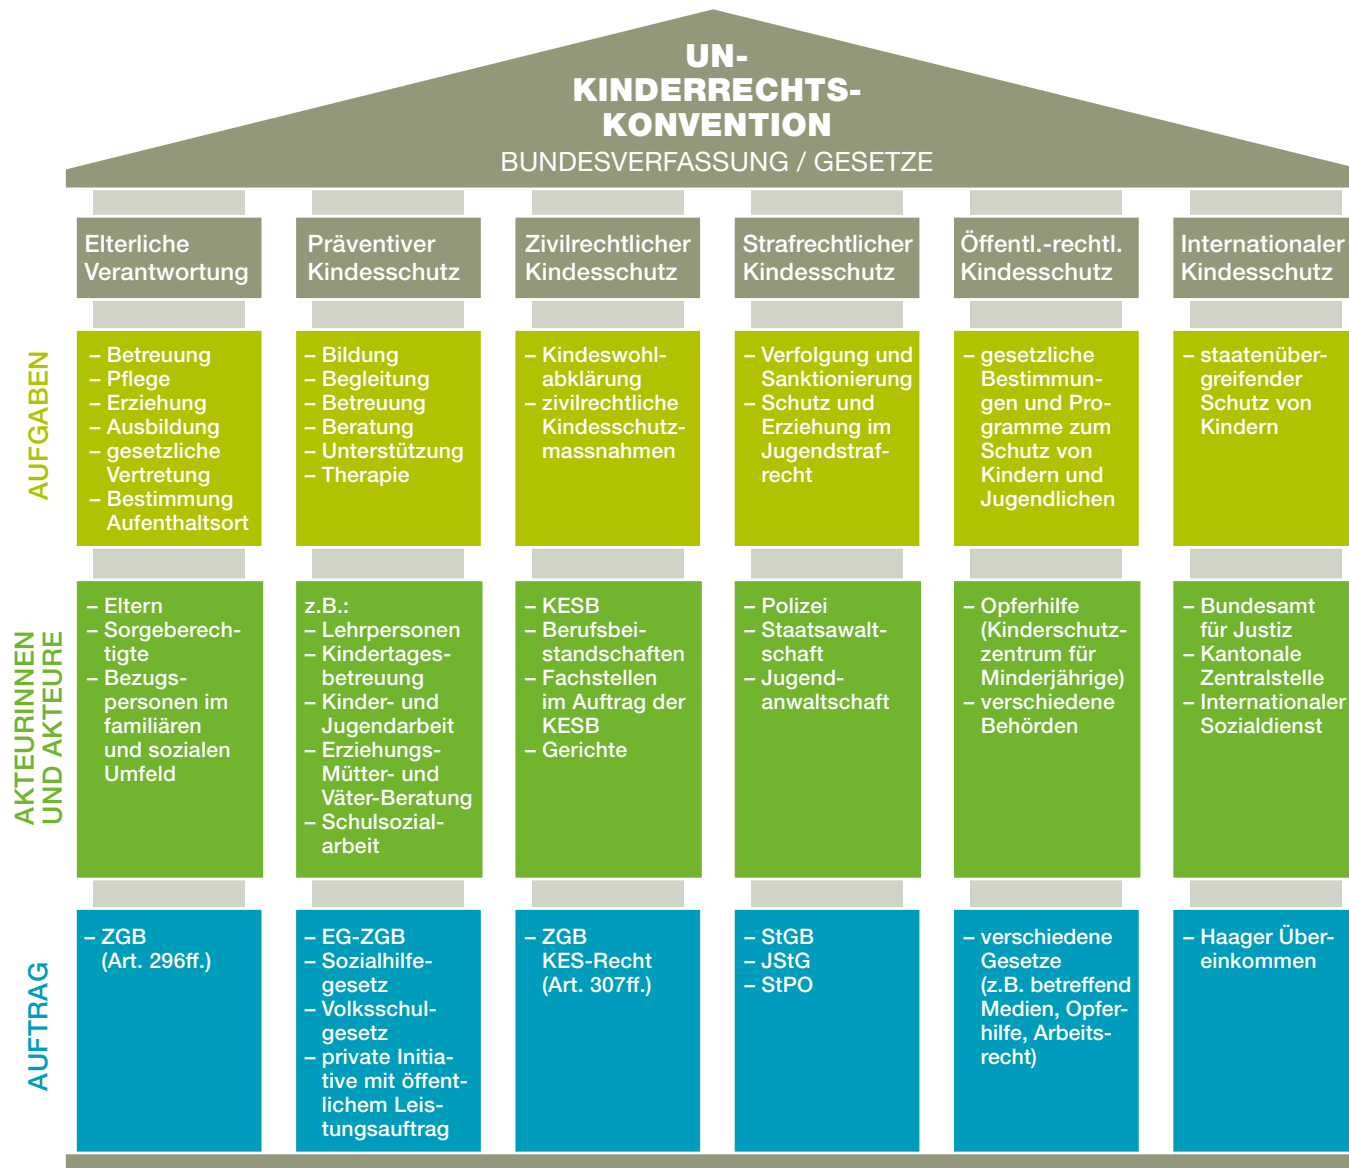 UN-
KINDERRECHTS-
KONVENTION
BUNDESVERFASSUNG / GESETZE
Elterliche
Verantwortung
Präventiver
Kindesschutz
Zivilrechtlicher
Kindesschutz
Strafrechtlicher
Kindesschutz
Öffentl.-rechtl.
Kindesschutz
Internationaler
Kindesschutz
AUFGABEN
– Betreuung
– Pflege
– Erziehung
– Ausbildung
– gesetzliche
Vertretung
– Bestimmung
Aufenthaltsort
– Bildung
– Begleitung
– Betreuung
– Beratung
– Unterstützung
– Therapie
– Kindeswohl-
abklärung
– zivilrechtliche
Kindesschutz-
massnahmen
– Verfolgung und
Sanktionierung
– Schutz und
Erziehung im
Jugendstraf-
recht
– gesetzliche
Bestimmun-
gen und Pro-
gramme zum
Schutz von
Kindern und
Jugendlichen
– staatenüber-
greifender
Schutz von
Kindern
AKTEURINNEN
UND AKTEURE
– Eltern
– Sorgeberech-
tigte
– Bezugs-
personen im
familiären
und sozialen
Umfeld
z.B.:
– Lehrpersonen
– Kindertages-
betreuung
– Kinder- und
Jugendarbeit
– Erziehungs-
Mütter- und
Väter-Beratung
– Schulsozial-
arbeit
– KESB
– Berufsbei-
standschaften
– Fachstellen
im Auftrag der
KESB
– Gerichte
– Polizei
– Staatsawalt-
schaft
– Jugend-
anwaltschaft
– Opferhilfe
(Kinderschutz-
zentrum für
Minderjährige)
– verschiedene
Behörden
– Bundesamt
für Justiz
– Kantonale
Zentralstelle
– Internationaler
Sozialdienst
AUFTRAG
– ZGB
(Art. 296ff.)
– EG-ZGB
– Sozialhilfe-
gesetz
– Volksschul-
gesetz
– private Initia-
tive mit öffent-
lichem Leis-
tungsauftrag
– ZGB
KES-Recht
(Art. 307ff.)
– StGB
– JStG
– StPO
– verschiedene
Gesetze
(z.B. betreffend
Medien, Opfer-
hilfe, Arbeits-
recht)
– Haager Über-
einkommen